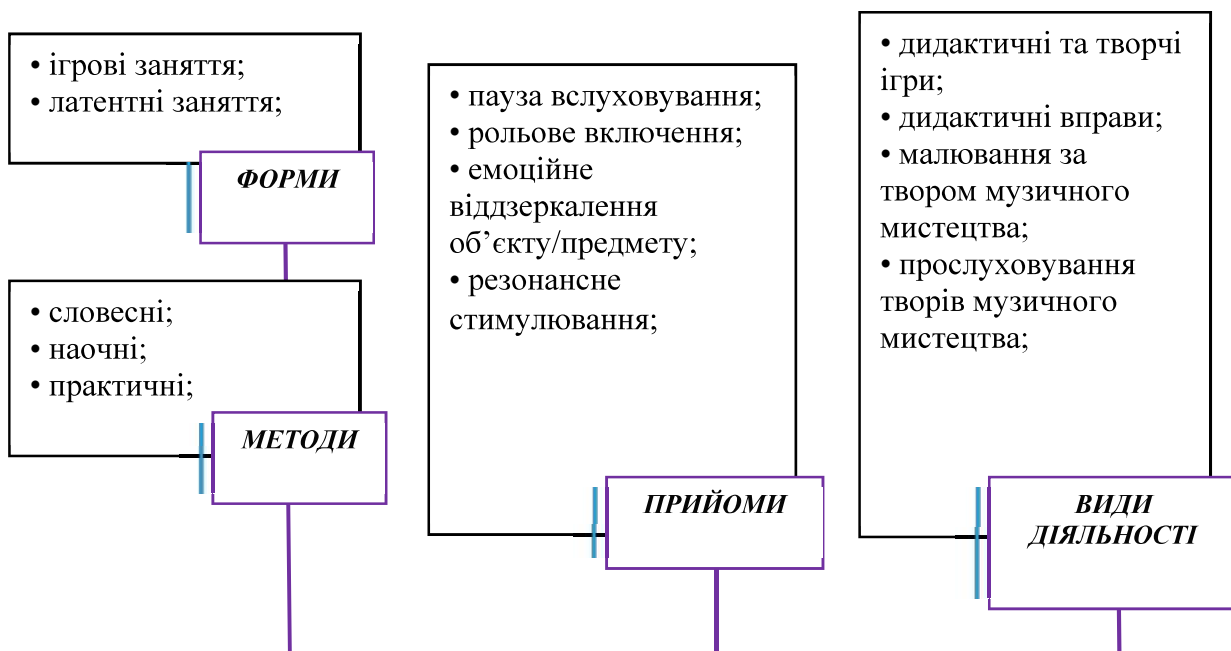 • ігрові заняття;
• латентні заняття;
ФОРМИ
• словесні;
• наочні;
• практичні;
МЕТОДИ
• пауза вслуховування;
• рольове включення;
• емоційне
віддзеркалення
об’єкту/предмету;
• резонансне
стимулювання;
ПРИЙОМИ
• дидактичні та творчі
ігри;
• дидактичні вправи;
• малювання за
твором музичного
мистецтва;
• прослуховування
творів музичного
мистецтва;
ВИДИ
ДІЯЛЬНОСТІ